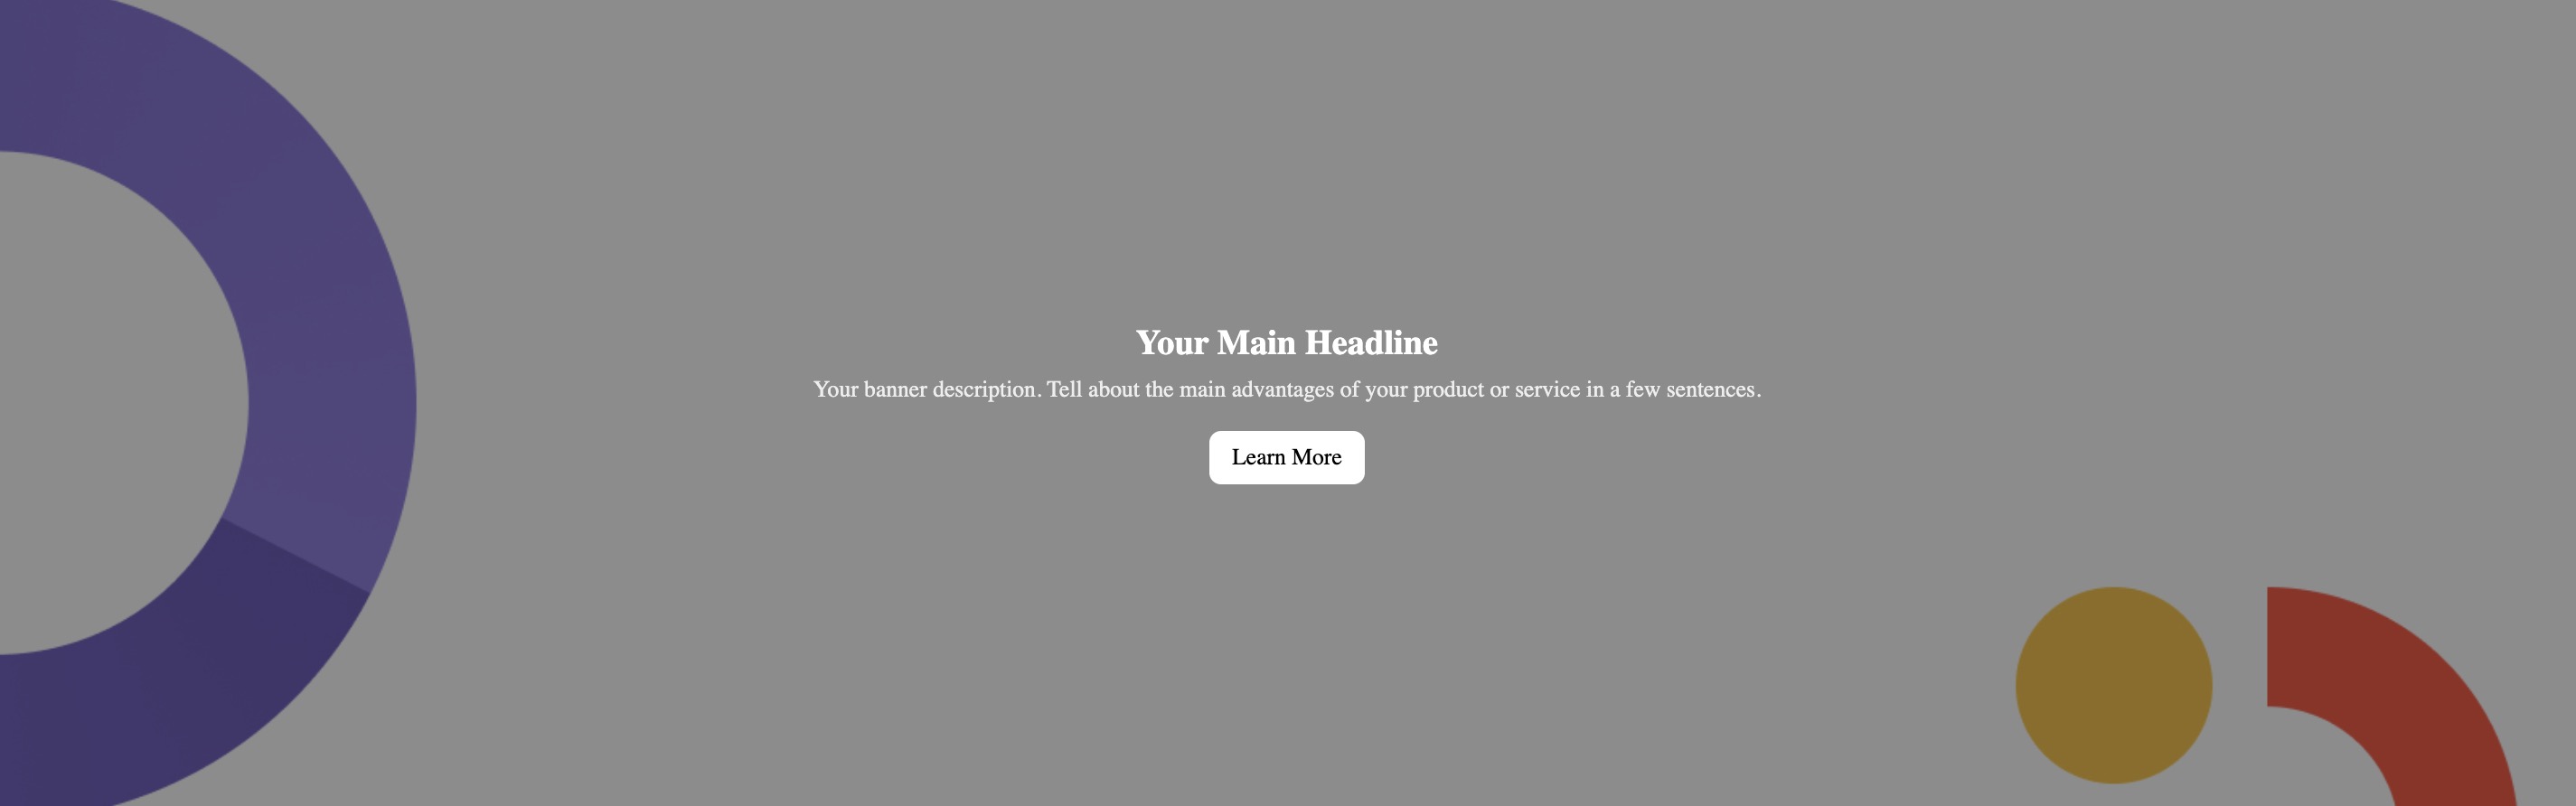 Your Main Headline
Your banner description. Tell about the main advantages of your product or service in a few sentences.
Learn More